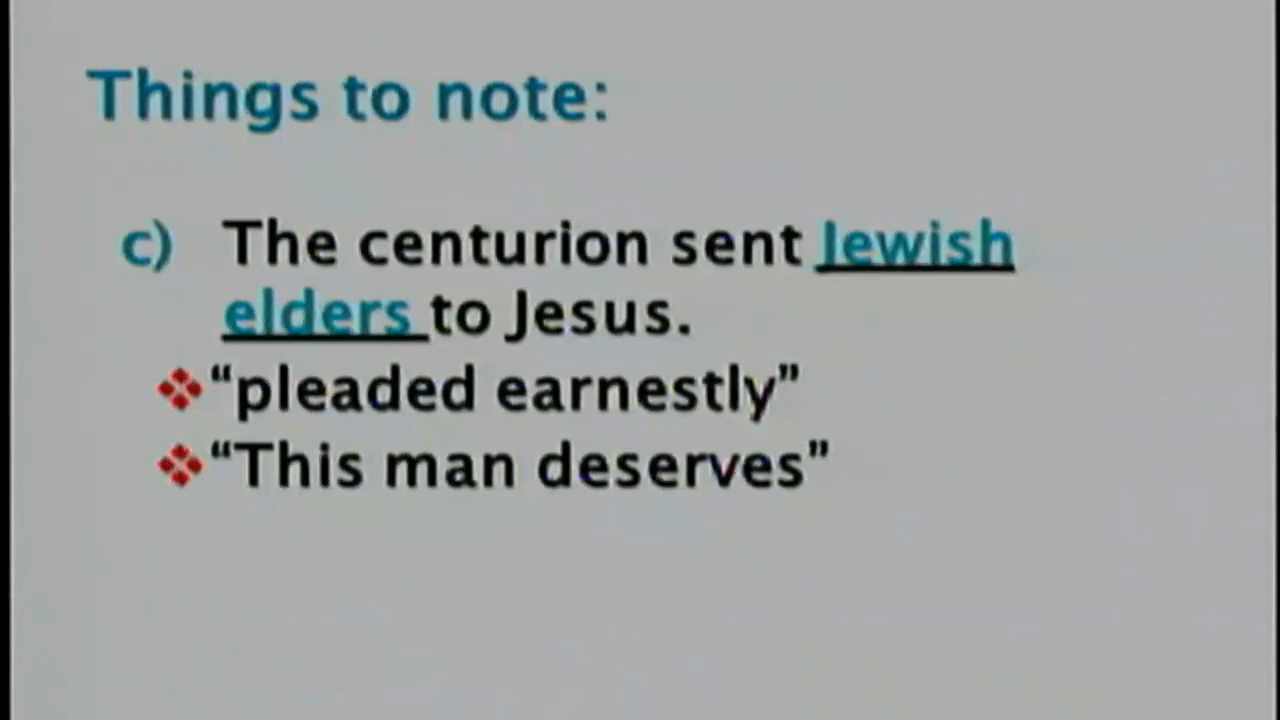 Things to note:
c) The centurion sent Jewish
elders to Jesus.
❖“pleaded earnestly”
❖“This man deserves”